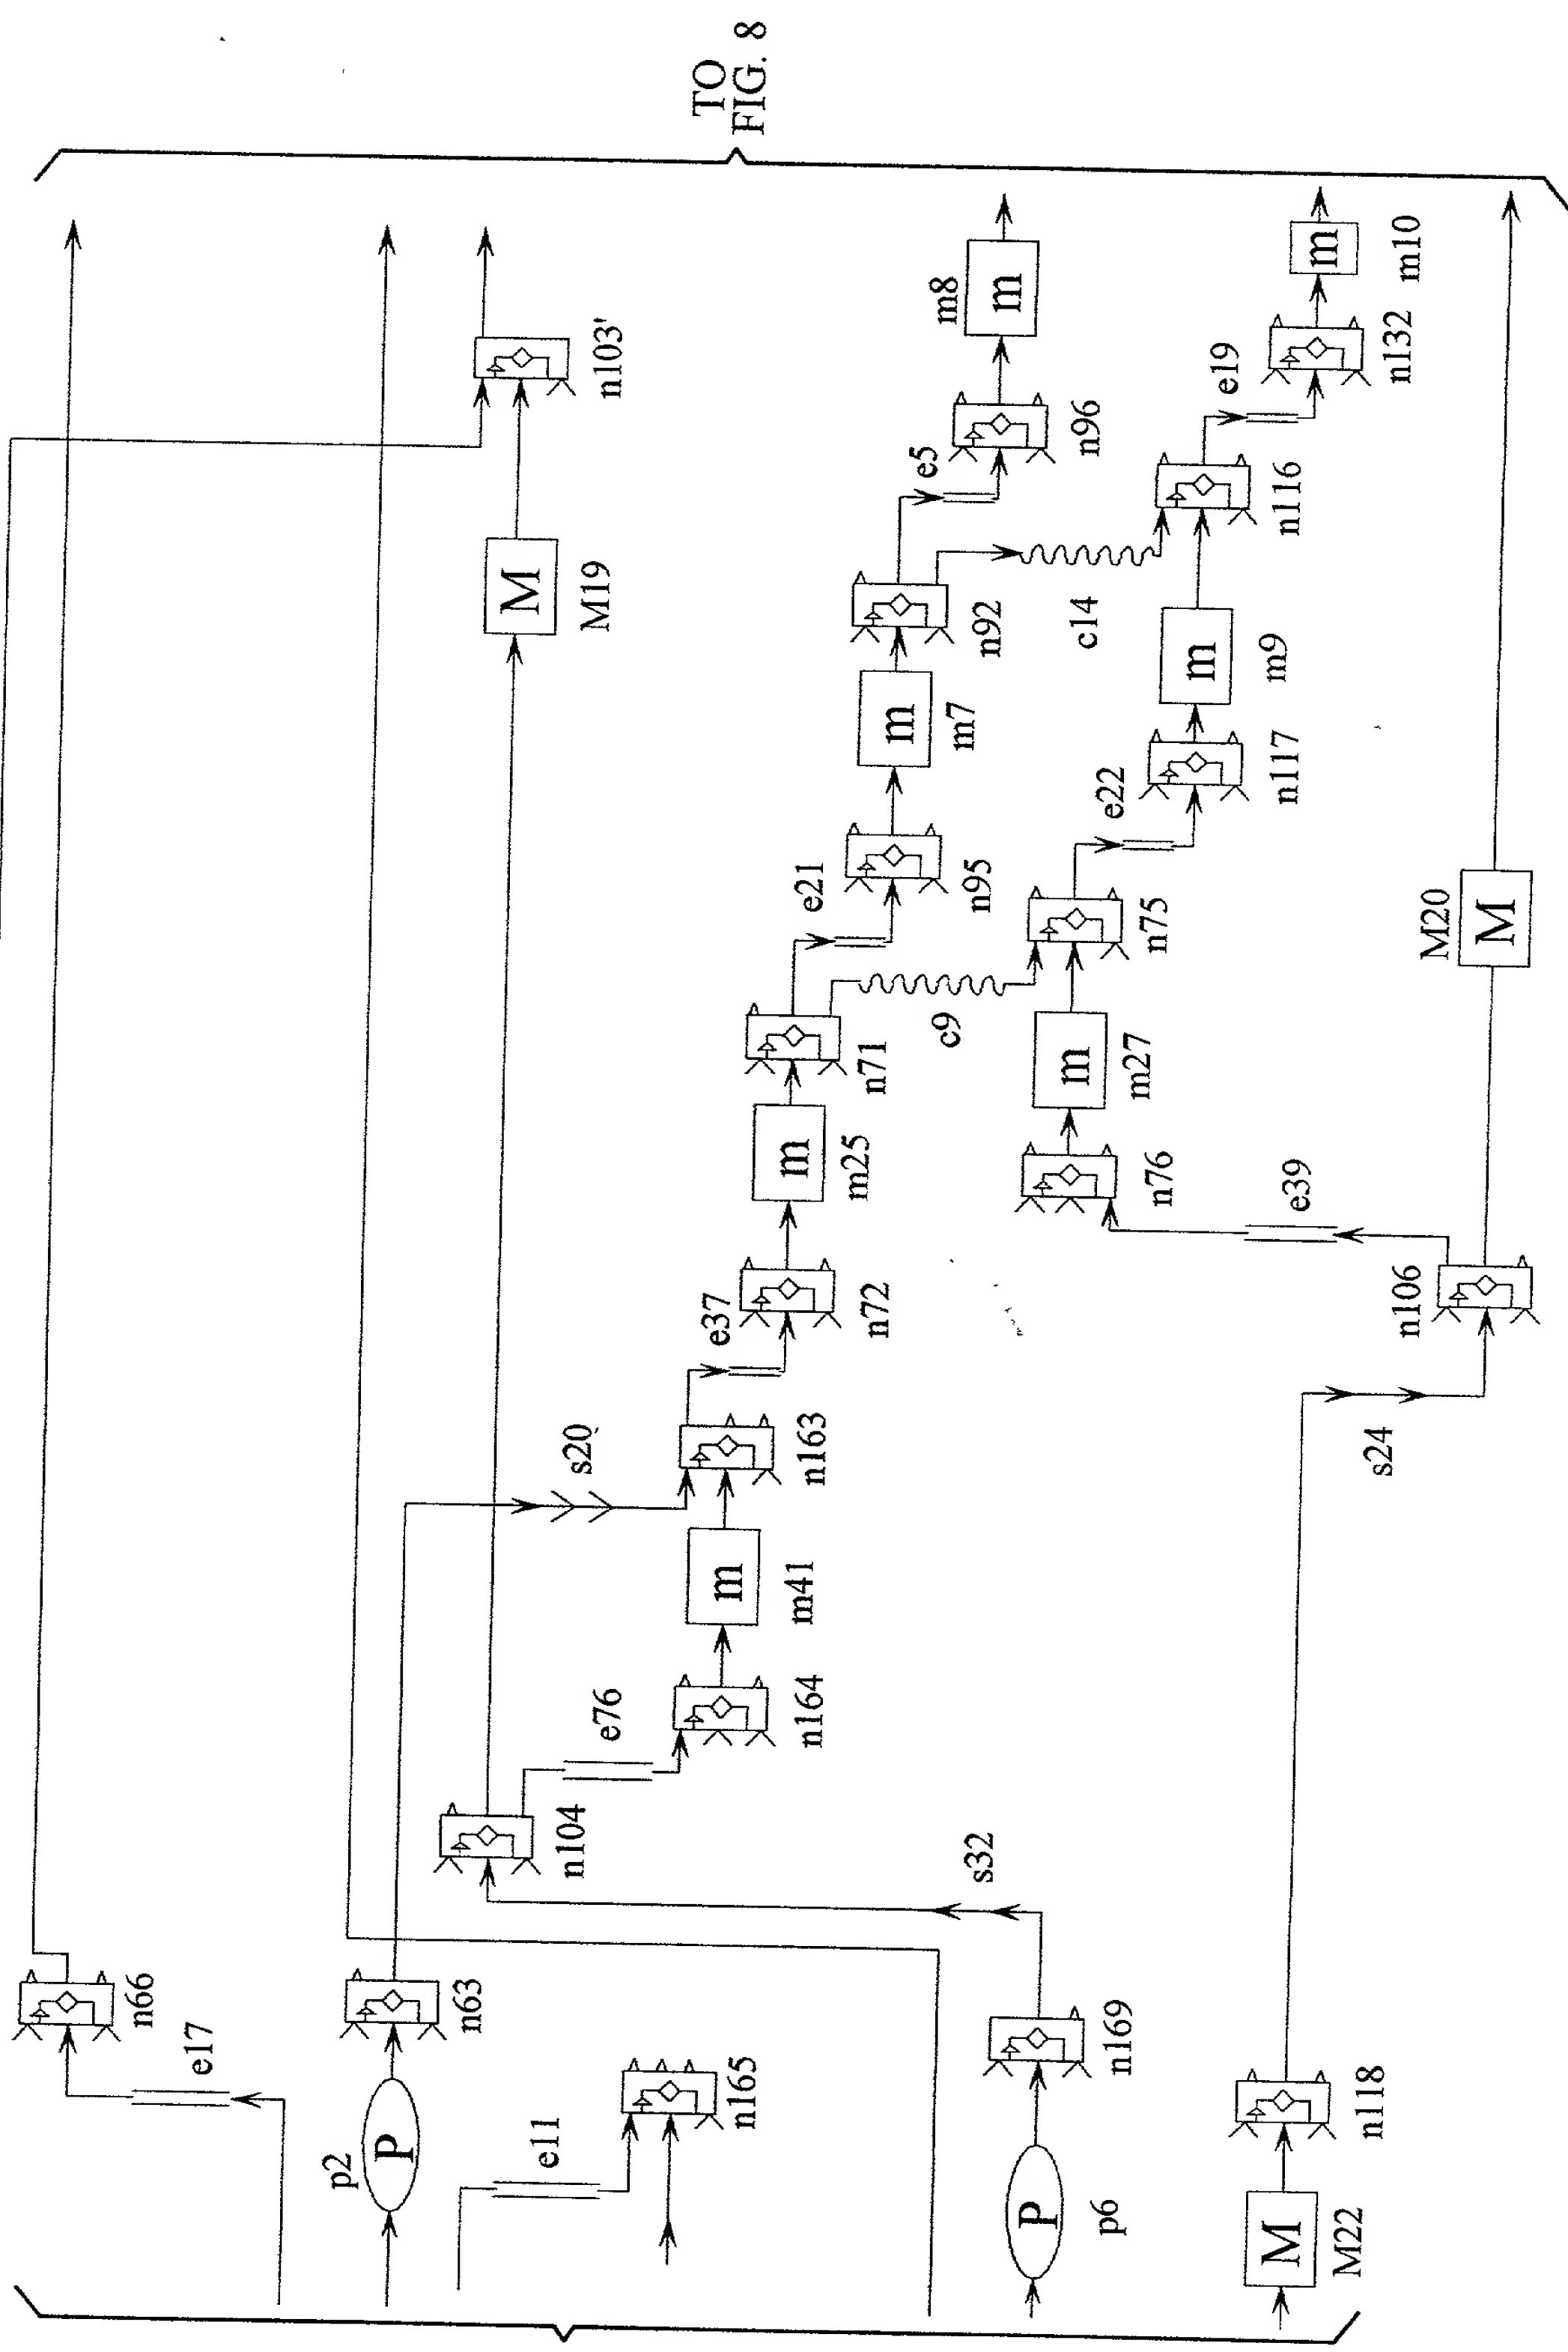 TO
FIG. 8
n103'
M
M19
m8
m
m
m10
n132
e19
n96
e5
n116
n92
c14
m
m9
m
m7
n117
e22
n95
e21
n75
M20
M
c9
n71
m
m27
m
m25
n76
e39
n72
e37
n106
n163
s20
s24
m
m41
n164
e76
n104
s32
n66
e17
n63
p2
P
n165
e11
n169
P
p6
n118
M
M22